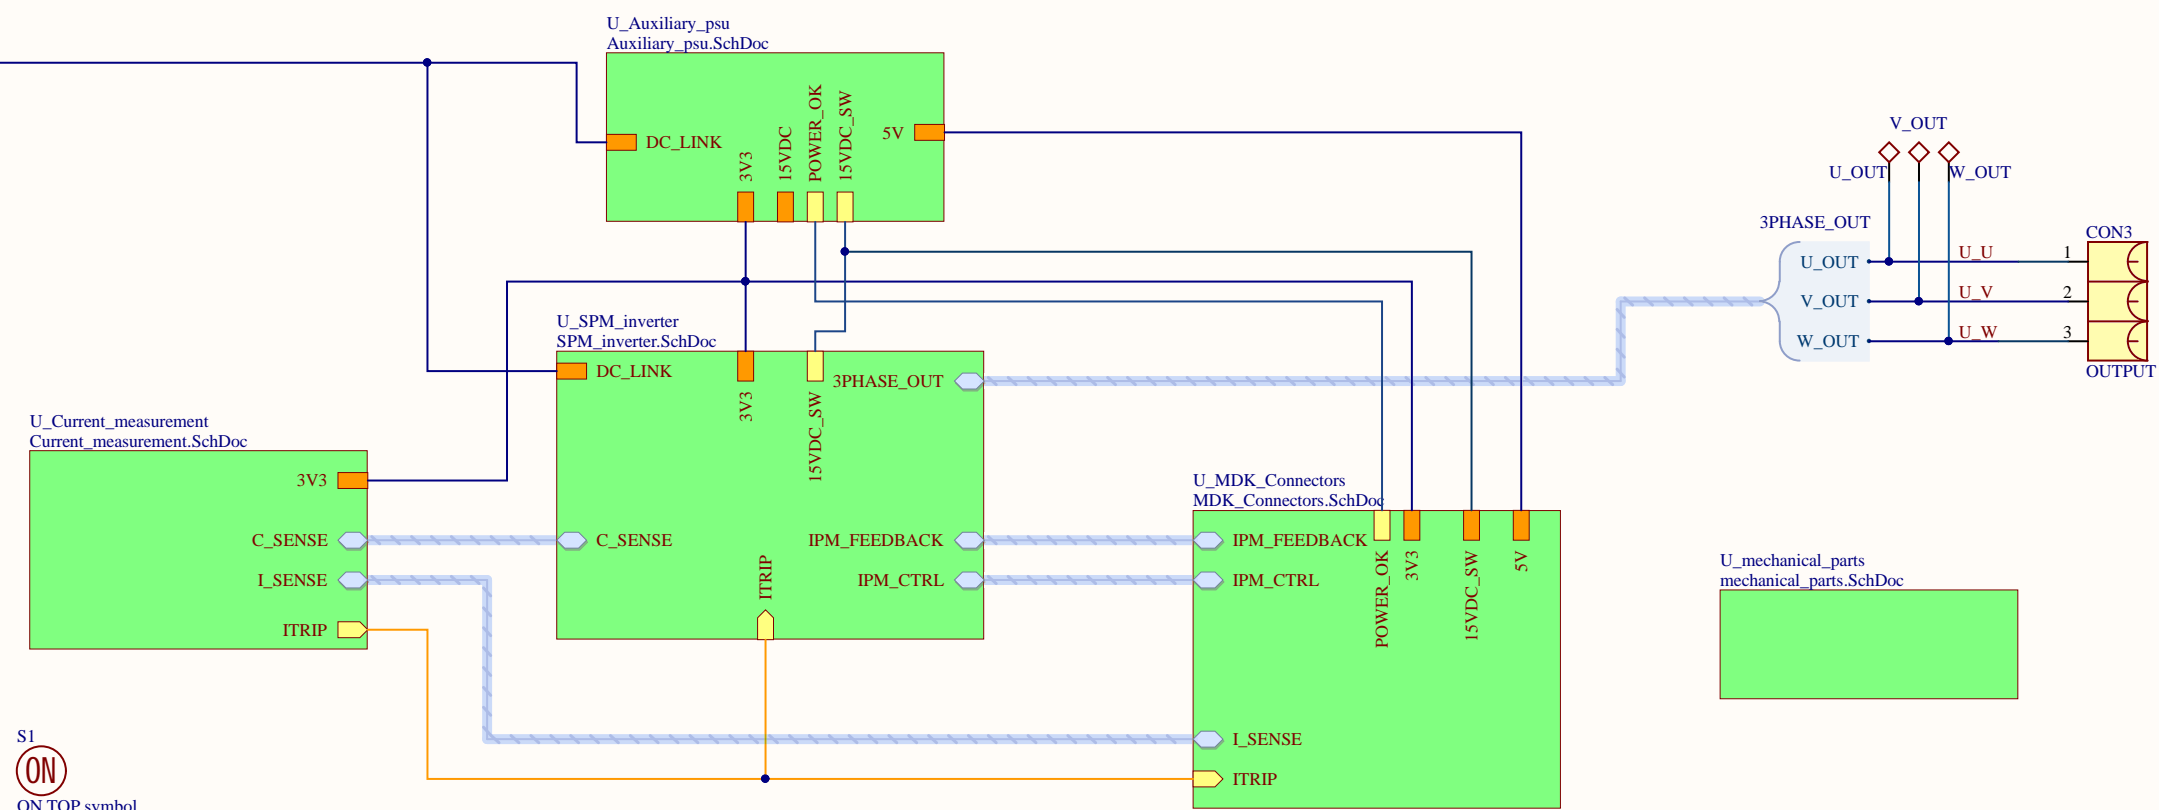 U_Auxiliary_psu
Auxiliary_psu.SchDoc
DC_LINK
3V3
15VDC
POWER_OK
15VDC_SW
5V
V_OUT
U_OUT
W_OUT
3PHASE_OUT
U_OUT
V_OUT
W_OUT
U_U
U_V
U_W
1
2
3
CON3
OUTPUT
U_SPM_inverter
SPM_inverter.SchDoc
DC_LINK
3V3
15VDC_SW
3PHASE_OUT
C_SENSE
ITRIP
IPM_FEEDBACK
IPM_CTRL
U_Current_measurement
Current_measurement.SchDoc
3V3
C_SENSE
I_SENSE
ITRIP
U_MDK_Connectors
MDK_Connectors.SchDoc
IPM_FEEDBACK
IPM_CTRL
POWER_OK
3V3
15VDC_SW
5V
I_SENSE
ITRIP
U_mechanical_parts
mechanical_parts.SchDoc
S1
ON
ON TOP symbol